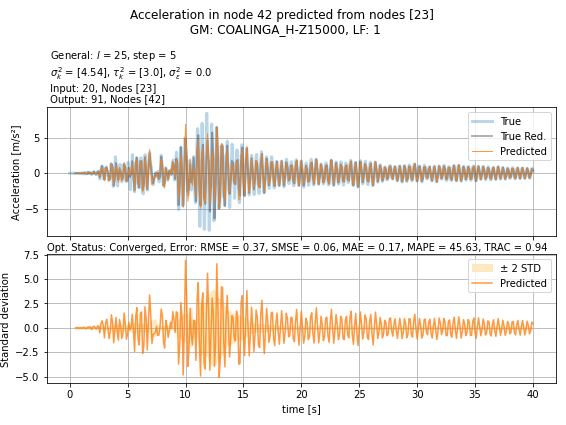 Acceleration in node 42 predicted from nodes [23]
GM: COALINGA_H-Z15000, LF: 1
General: l = 25, step = 5
σ²ₖ = [4.54], τ²ₖ = [3.0], σ²ε = 0.0
Input: 20, Nodes [23]
Output: 91, Nodes [42]
Acceleration [m/s²]
5
0
−5
True
True Red.
Predicted
Opt. Status: Converged, Error: RMSE = 0.37, SMSE = 0.06, MAE = 0.17, MAPE = 45.63, TRAC = 0.94
Standard deviation
7.5
5.0
2.5
0.0
−2.5
−5.0
± 2 STD
Predicted
0 5 10 15 20 25 30 35 40
time [s]